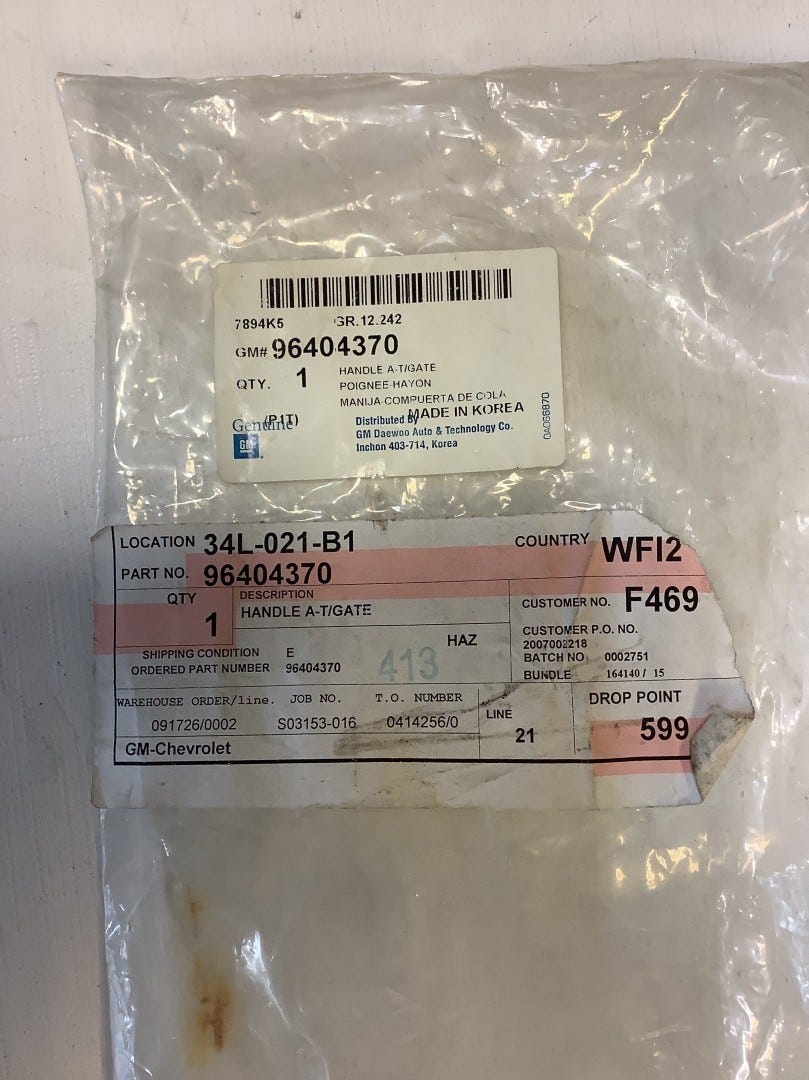 7894K5 GR.12.242
GM# 96404370
QTY. 1
HANDLE A-T/GATE
POIGNEE-HAYON
MANIJA-COMPUERTA DE COLA
MADE IN KOREA
(P1T)
Genuine
GM
Distributed By
GM Daewoo Auto & Technology Co.
Inchon 403-714, Korea
0A066870
LOCATION 34L-021-B1 COUNTRY WFI2
PART NO. 96404370
QTY 1
DESCRIPTION
HANDLE A-T/GATE
CUSTOMER NO. F469
CUSTOMER P.O. NO.
2007002218
HAZ
SHIPPING CONDITION E
BATCH NO 0002751
ORDERED PART NUMBER 96404370
413
BUNDLE 164140 / 15
WAREHOUSE ORDER/line. JOB NO. T.O. NUMBER
091726/0002 S03153-016 0414256/0
LINE 21
DROP POINT
599
GM-Chevrolet